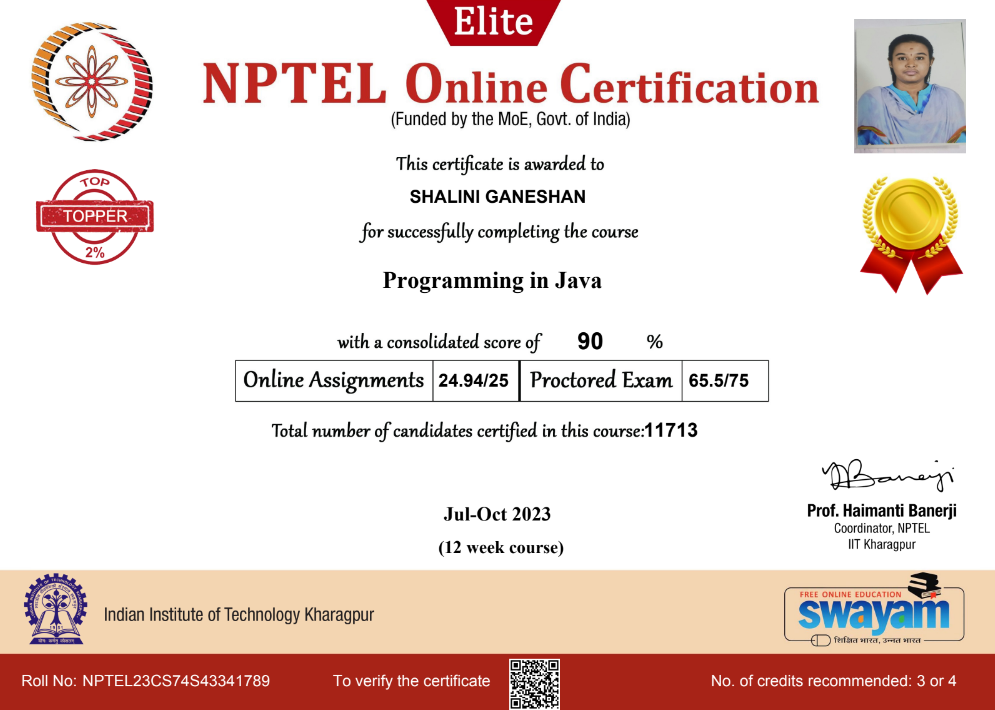 Elite
NPTEL Online Certification
(Funded by the MoE, Govt. of India)
This certificate is awarded to
SHALINI GANESHAN
for successfully completing the course
TOP
TOPPER
2%
Programming in Java
with a consolidated score of 90 %
Online Assignments 24.94/25 Proctored Exam 65.5/75
Total number of candidates certified in this course:11713
Jul-Oct 2023
(12 week course)
Prof. Haimanti Banerji
Coordinator, NPTEL
IIT Kharagpur
Indian Institute of Technology Kharagpur
FREE ONLINE EDUCATION
swayam
शिक्षित भारत, उन्नत भारत
Roll No: NPTEL23CS74S43341789
To verify the certificate
No. of credits recommended: 3 or 4